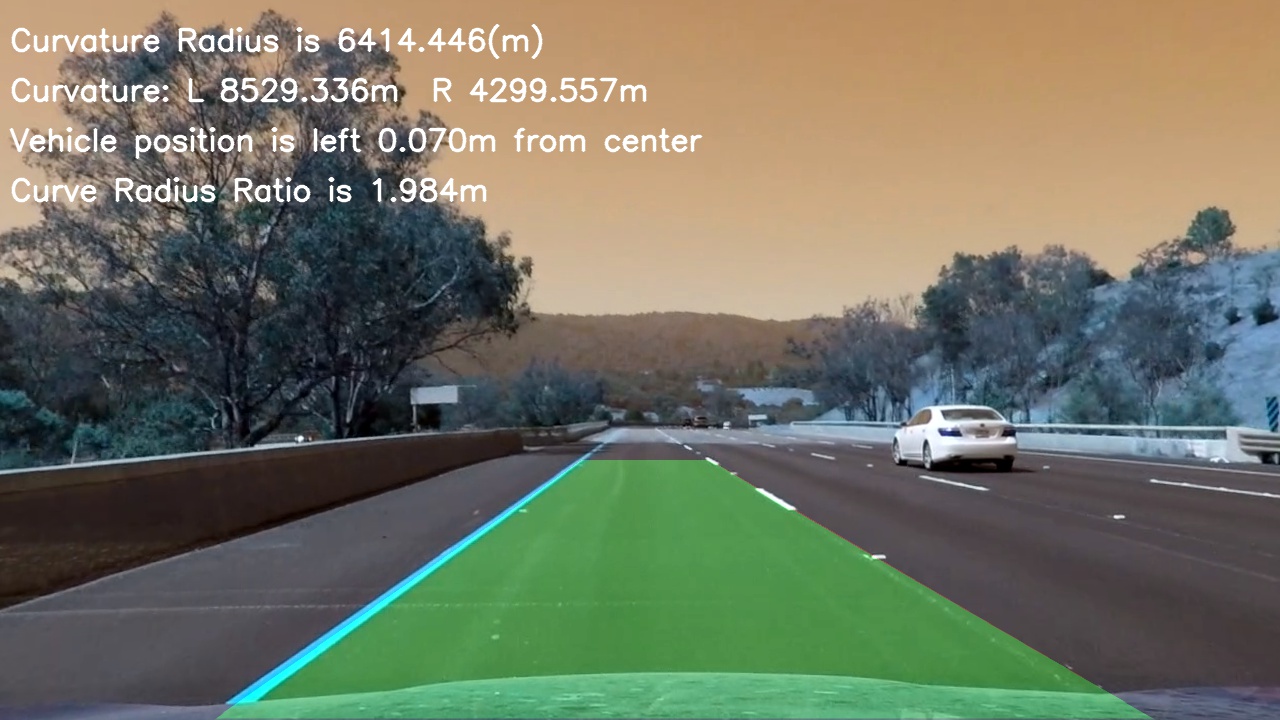 Curvature Radius is 6414.446(m)
Curvature: L 8529.336m R 4299.557m
Vehicle position is left 0.070m from center
Curve Radius Ratio is 1.984m